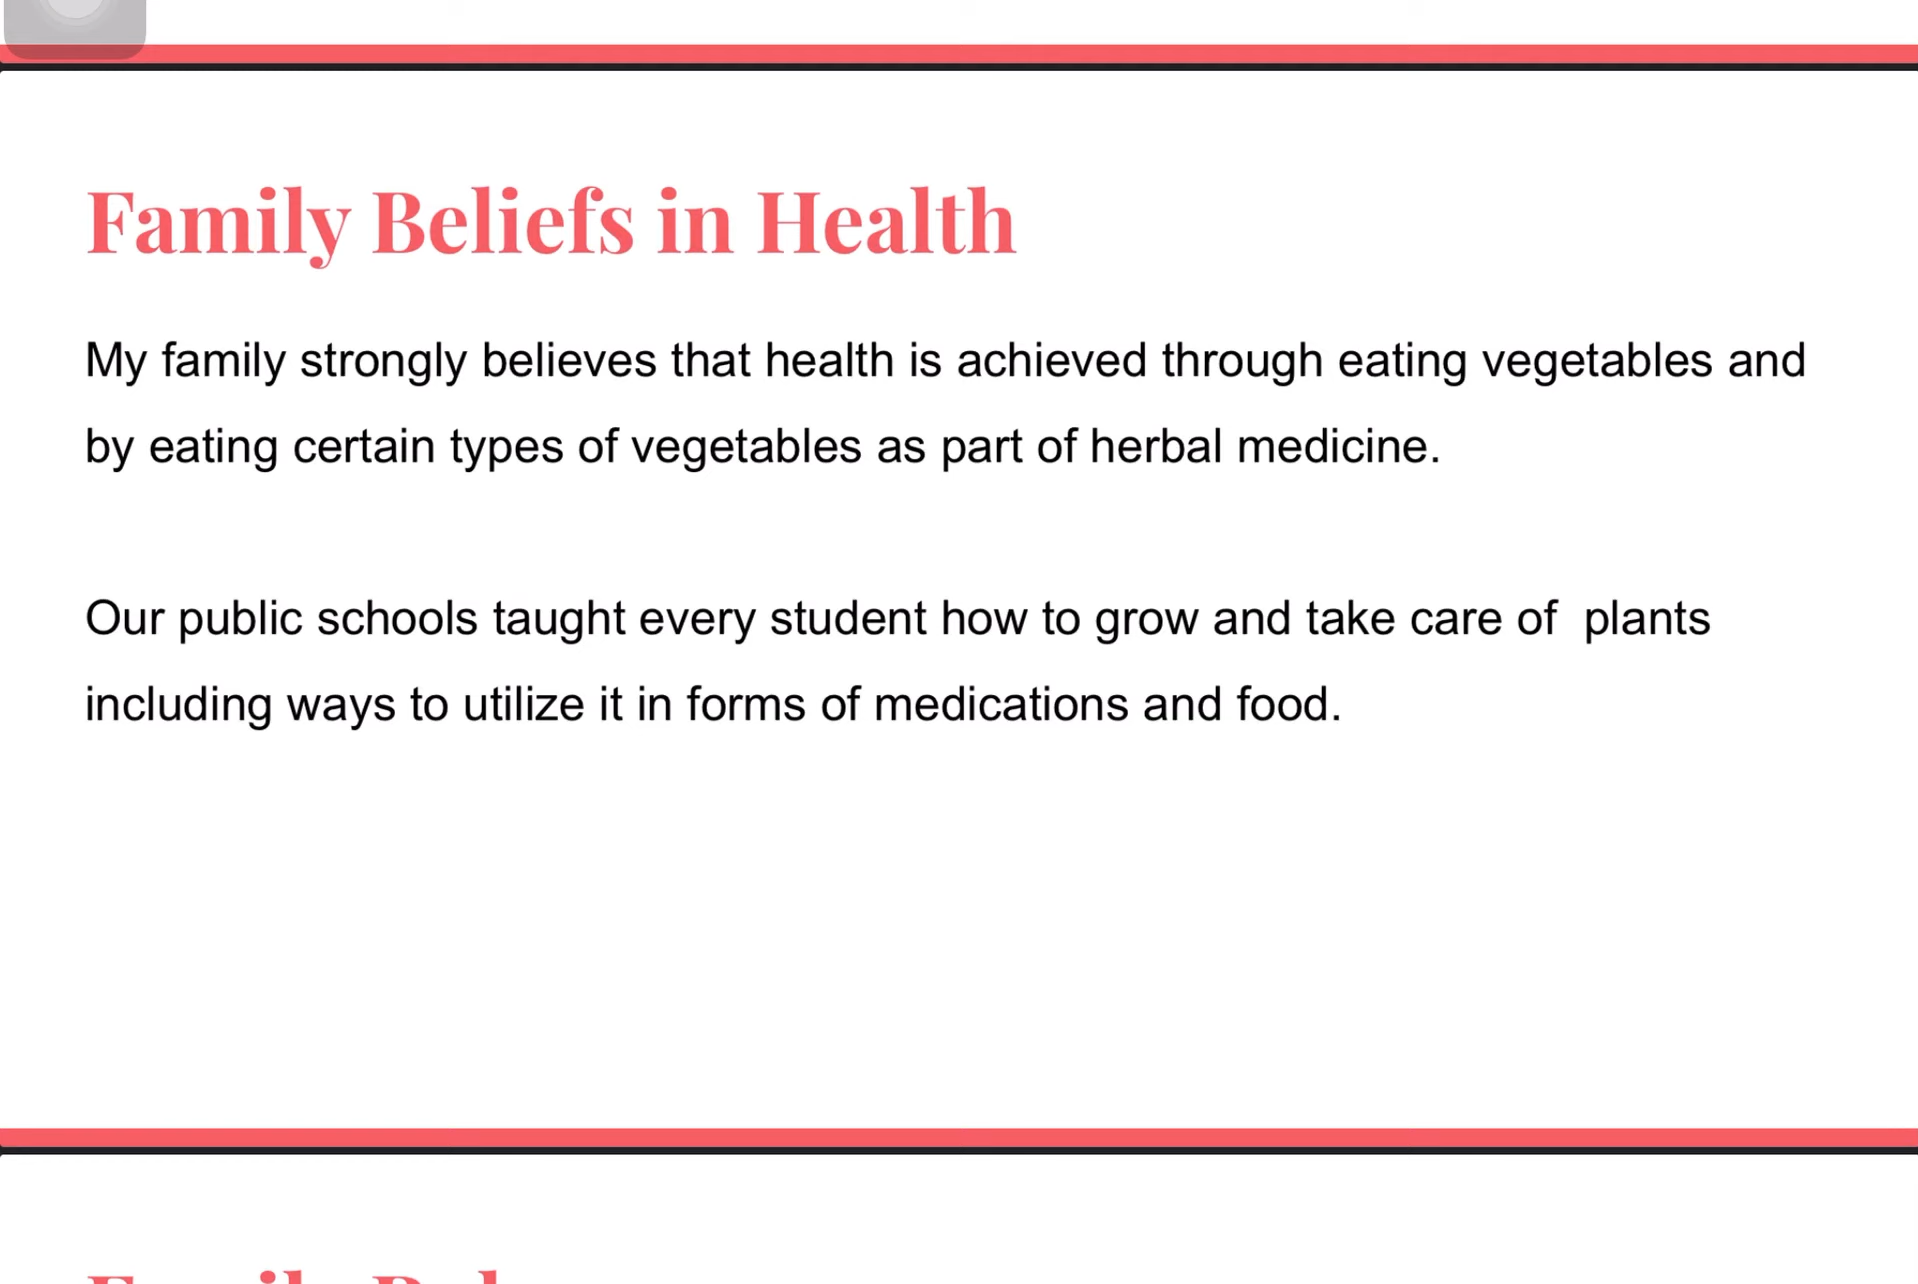 Family Beliefs in Health
My family strongly believes that health is achieved through eating vegetables and
by eating certain types of vegetables as part of herbal medicine.
Our public schools taught every student how to grow and take care of  plants
including ways to utilize it in forms of medications and food.
Family